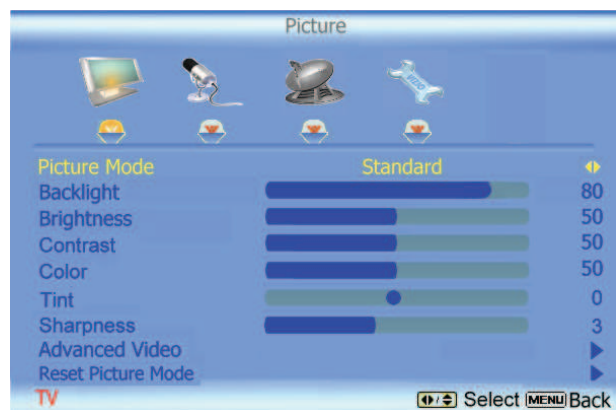 Picture
Picture Mode Standard
Backlight 80
Brightness 50
Contrast 50
Color 50
Tint 0
Sharpness 3
Advanced Video
Reset Picture Mode
TV Select MENU Back